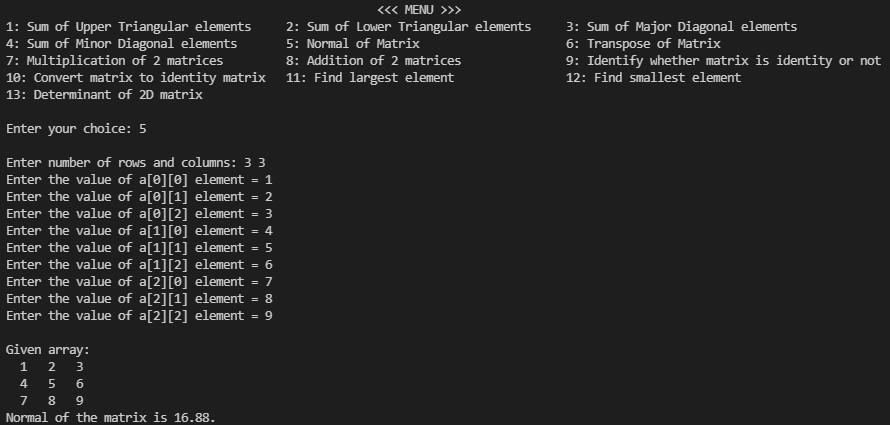 <<< MENU >>>
1: Sum of Upper Triangular elements 2: Sum of Lower Triangular elements 3: Sum of Major Diagonal elements
4: Sum of Minor Diagonal elements 5: Normal of Matrix 6: Transpose of Matrix
7: Multiplication of 2 matrices 8: Addition of 2 matrices 9: Identify whether matrix is identity or not
10: Convert matrix to identity matrix 11: Find largest element 12: Find smallest element
13: Determinant of 2D matrix
Enter your choice: 5
Enter number of rows and columns: 3 3
Enter the value of a[0][0] element = 1
Enter the value of a[0][1] element = 2
Enter the value of a[0][2] element = 3
Enter the value of a[1][0] element = 4
Enter the value of a[1][1] element = 5
Enter the value of a[1][2] element = 6
Enter the value of a[2][0] element = 7
Enter the value of a[2][1] element = 8
Enter the value of a[2][2] element = 9
Given array:
1 2 3
4 5 6
7 8 9
Normal of the matrix is 16.88.